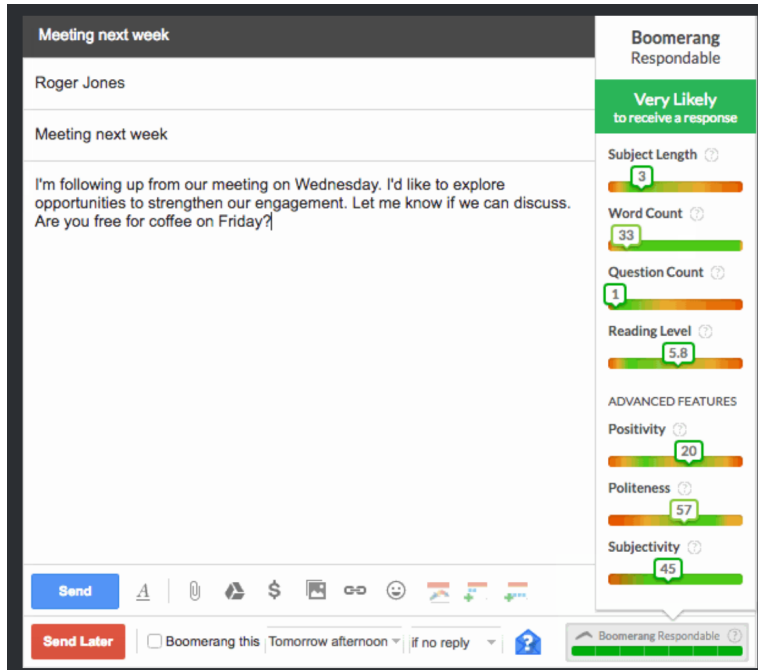 Meeting next week
Roger Jones
Meeting next week
I'm following up from our meeting on Wednesday. I'd like to explore
opportunities to strengthen our engagement. Let me know if we can discuss.
Are you free for coffee on Friday?
Send
A
$
Send Later
Boomerang this
Tomorrow afternoon
if no reply
Boomerang
Respondable
Very Likely
to receive a response
Subject Length ?
3
Word Count ?
33
Question Count ?
1
Reading Level ?
5.8
ADVANCED FEATURES
Positivity ?
20
Politeness ?
57
Subjectivity ?
45
Boomerang Respondable ?